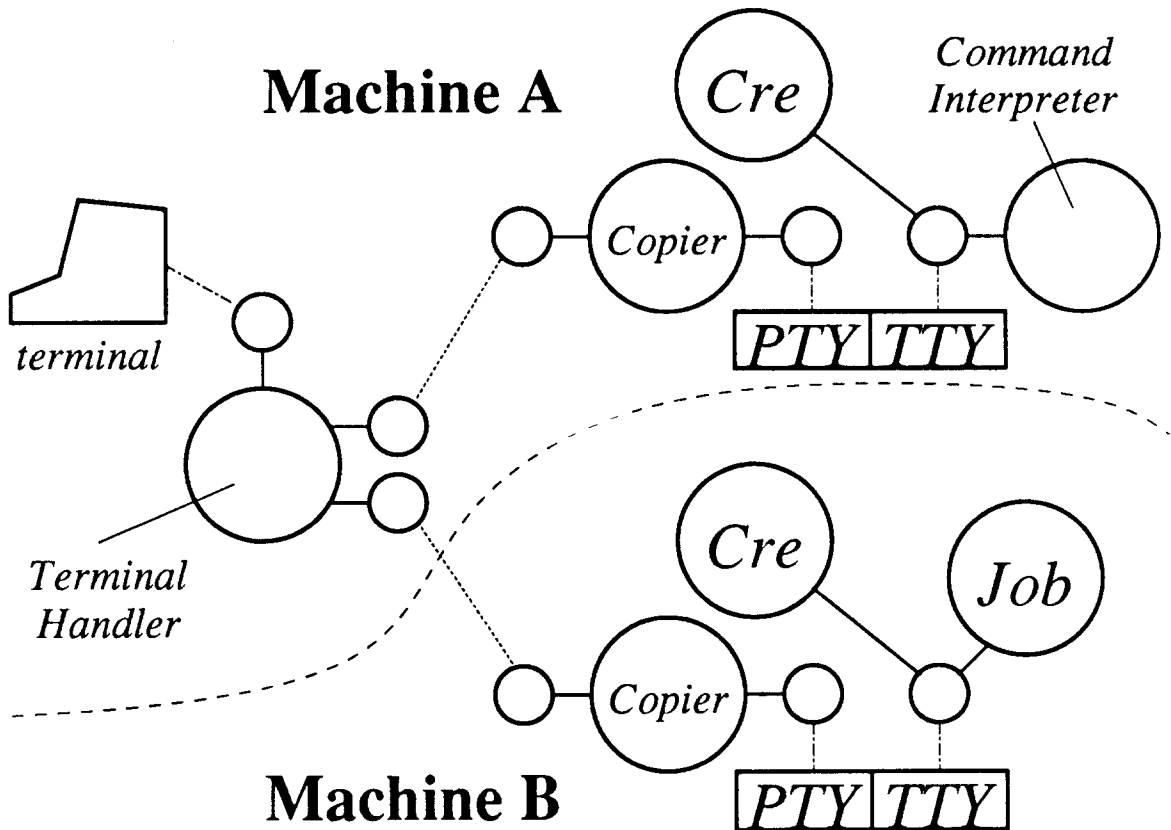 Machine A
Cre
Command
Interpreter
Copier
PTY TTY
terminal
Terminal
Handler
Cre
Job
Copier
PTY TTY
Machine B